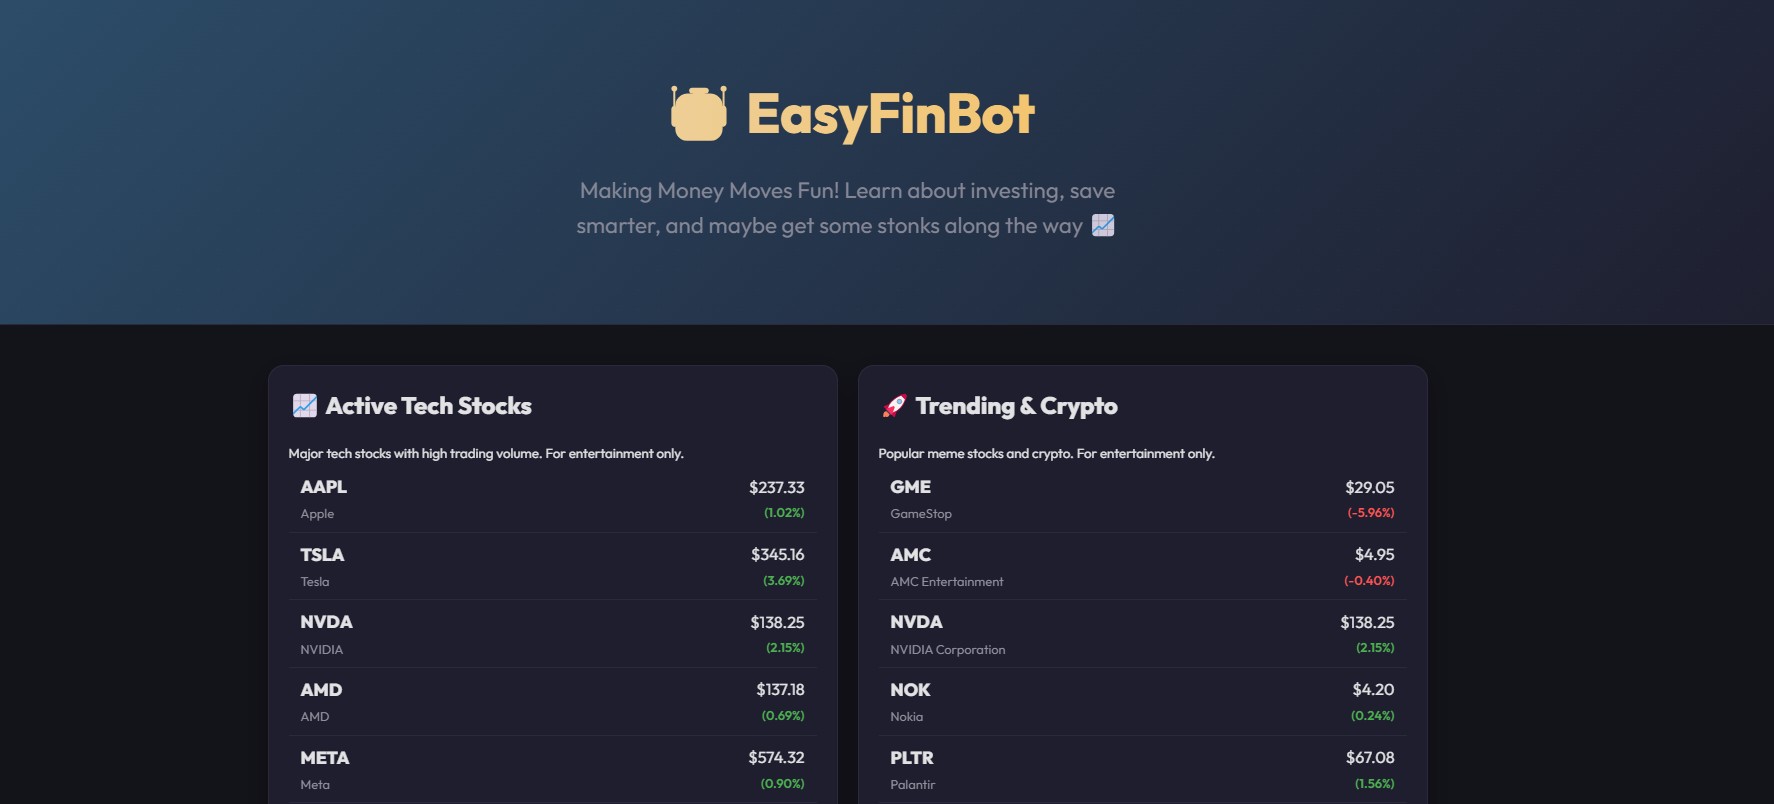 EasyFinBot
Making Money Moves Fun! Learn about investing, save
smarter, and maybe get some stonks along the way 📈
📈 Active Tech Stocks
Major tech stocks with high trading volume. For entertainment only.
AAPL $237.33
Apple (1.02%)
TSLA $345.16
Tesla (3.69%)
NVDA $138.25
NVIDIA (2.15%)
AMD $137.18
AMD (0.69%)
META $574.32
Meta (0.90%)
🚀 Trending & Crypto
Popular meme stocks and crypto. For entertainment only.
GME $29.05
GameStop (-5.96%)
AMC $4.95
AMC Entertainment (-0.40%)
NVDA $138.25
NVIDIA Corporation (2.15%)
NOK $4.20
Nokia (0.24%)
PLTR $67.08
Palantir (1.56%)